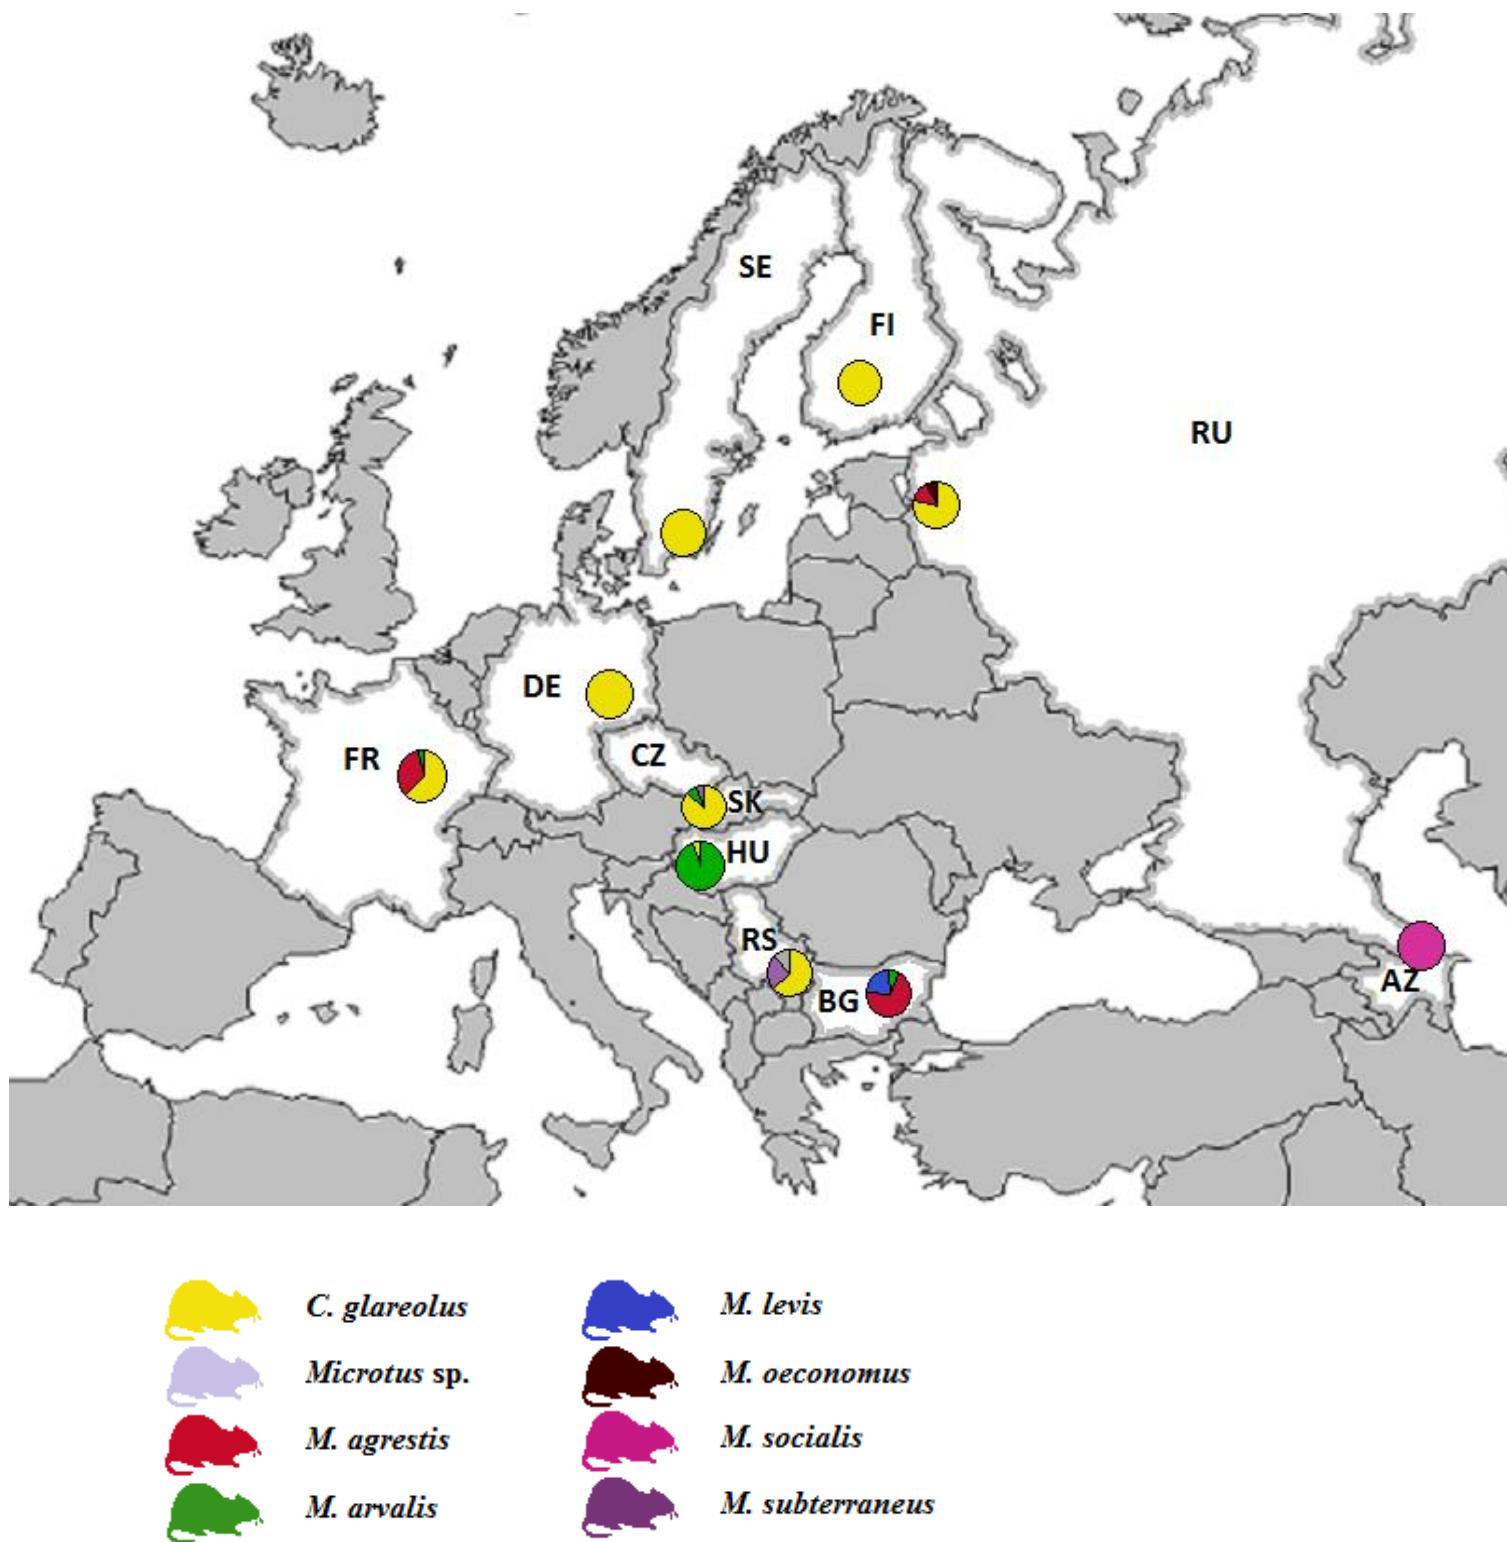 SE
FI
RU
DE
CZ
FR
SK
HU
RS
AZ
BG
C. glareolus
M. levis
Microtus sp.
M. oeconomus
M. agrestis
M. socialis
M. arvalis
M. subterraneus